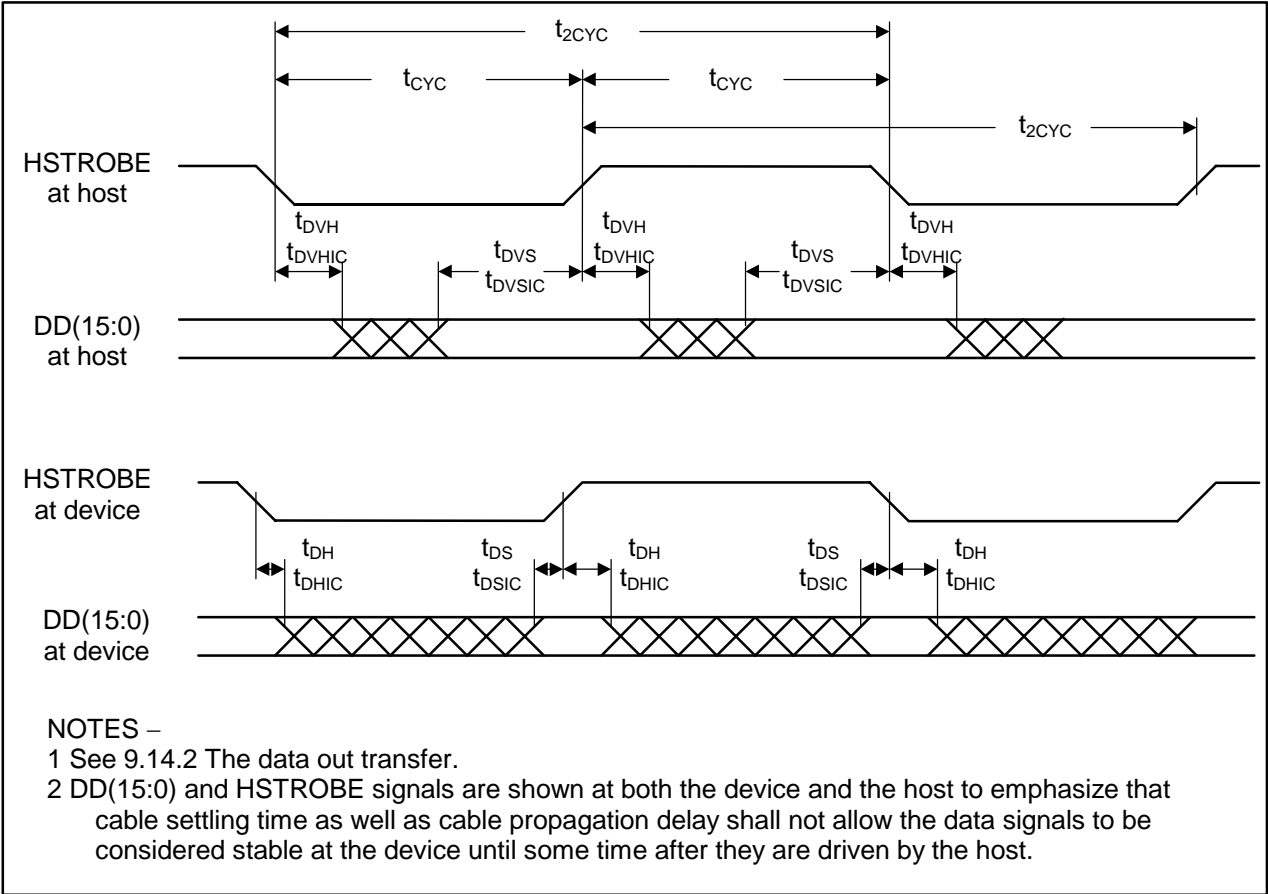 t2CYC
tCYC tCYC
t2CYC
HSTROBE
at host
tDVH tDVH tDVH
tDVHIC tDVS tDVHIC tDVS tDVHIC
tDVSIC tDVSIC
DD(15:0)
at host
HSTROBE
at device
tDH tDS tDH tDS tDH
tDHIC tDSIC tDHIC tDSIC tDHIC
DD(15:0)
at device
NOTES –
1 See 9.14.2 The data out transfer.
2 DD(15:0) and HSTROBE signals are shown at both the device and the host to emphasize that
cable settling time as well as cable propagation delay shall not allow the data signals to be
considered stable at the device until some time after they are driven by the host.